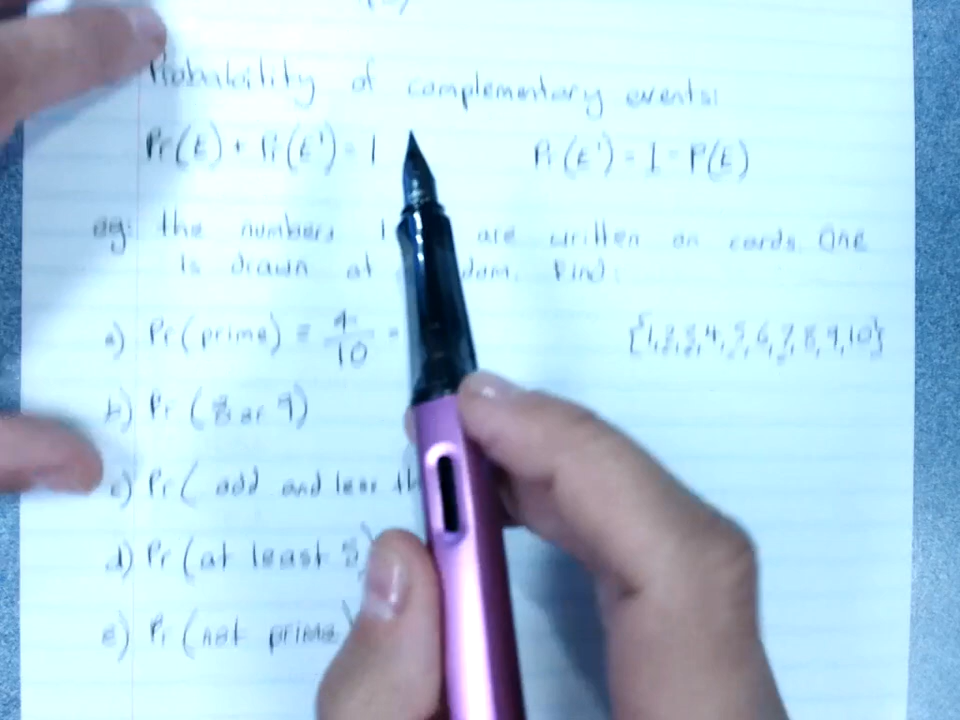 Probability of complementary events:
Pr(E) + Pr(E') = 1 Pr(E') = 1 - P(E)
eg: the numbers 1 are written on cards. One
is drawn at Find:
a) Pr(prime) = 4/10 = {1,2,3,4,5,6,7,8,9,10}
b) Pr (8 or 9)
c) Pr( odd and less th
d) Pr (at least 5)
e) Pr (not prime)